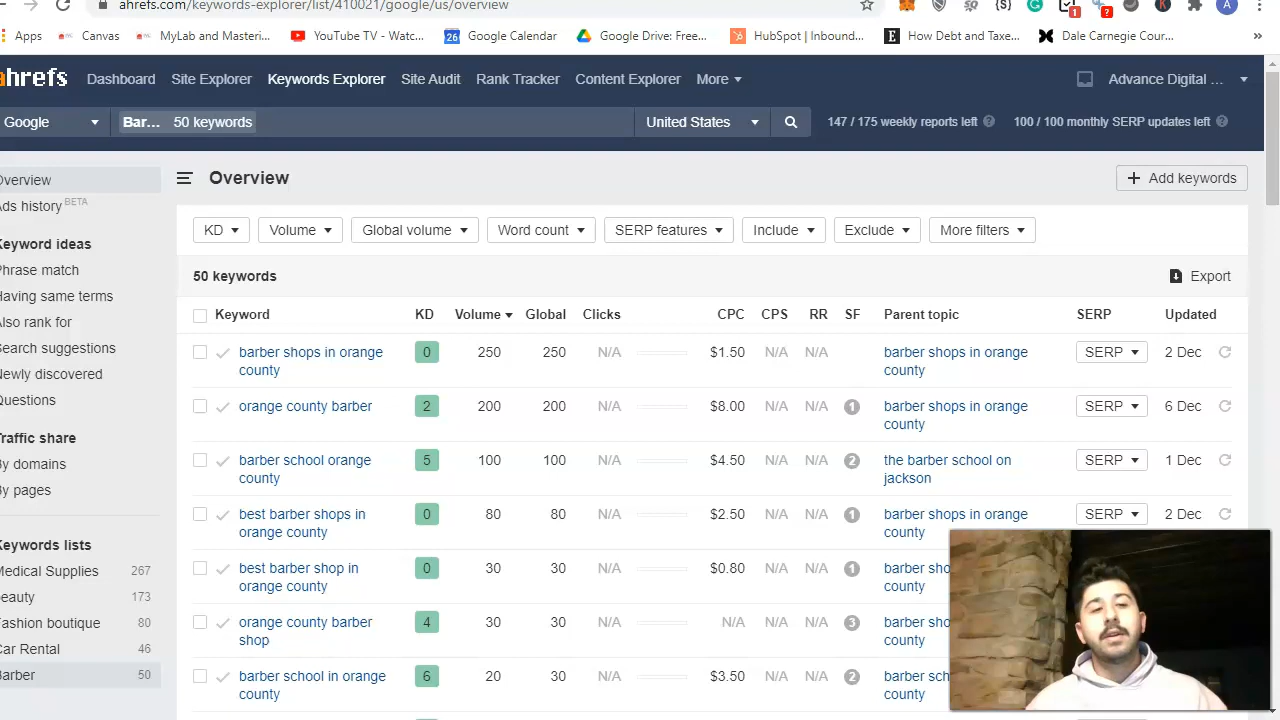 ahrefs.com/keywords-explorer/list/410021/google/us/overview
A
1
?
Apps Canvas MyLab and Masteri... YouTube TV - Watc... 26 Google Calendar Google Drive: Free... HubSpot | Inbound... E How Debt and Taxe... Dale Carnegie Cour... »
ahrefs Dashboard Site Explorer Keywords Explorer Site Audit Rank Tracker Content Explorer More Advance Digital ...
Google Bar... 50 keywords United States 147 / 175 weekly reports left ? 100 / 100 monthly SERP updates left ?
Overview
Ads history BETA
Keyword ideas
Phrase match
Having same terms
Also rank for
Search suggestions
Newly discovered
Questions
Traffic share
By domains
By pages
Keywords lists
Medical Supplies 267
beauty 173
Fashion boutique 80
Car Rental 46
Barber 50
Overview + Add keywords
KD Volume Global volume Word count SERP features Include Exclude More filters
50 keywords Export
Keyword KD Volume Global Clicks CPC CPS RR SF Parent topic SERP Updated
barber shops in orange 0 250 250 N/A $1.50 N/A N/A barber shops in orange SERP 2 Dec
county county
orange county barber 2 200 200 N/A $8.00 N/A N/A 1 barber shops in orange SERP 6 Dec
county
barber school orange 5 100 100 N/A $4.50 N/A N/A 2 the barber school on SERP 1 Dec
county jackson
best barber shops in 0 80 80 N/A $2.50 N/A N/A 1 barber shops in orange SERP 2 Dec
orange county county
best barber shop in 0 30 30 N/A $0.80 N/A N/A 1 barber sho
orange county county
orange county barber 4 30 30 N/A N/A N/A N/A 3 barber sho
shop county
barber school in orange 6 20 30 N/A $3.50 N/A N/A 2 barber sch
county county